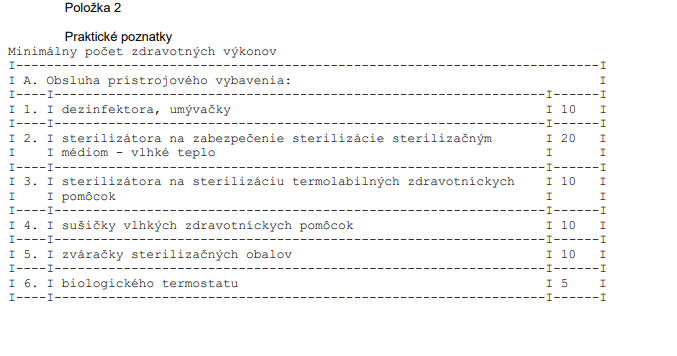 Položka 2
Praktické poznatky
Minimálny počet zdravotných výkonov
I---------------------------------------------------------------------------I
I A. Obsluha prístrojového vybavenia:                                        I
I----I---------------------------------------------------------------I------I
I 1. I dezinfektora, umývačky                                        I 10   I
I----I---------------------------------------------------------------I------I
I 2. I sterilizátora na zabezpečenie sterilizácie sterilizačným      I 20   I
I    I médiom – vlhké teplo                                          I      I
I----I---------------------------------------------------------------I------I
I 3. I sterilizátora na sterilizáciu termolabilných zdravotníckych   I 10   I
I    I pomôcok                                                       I      I
I----I---------------------------------------------------------------I------I
I 4. I sušičky vlhkých zdravotníckych pomôcok                        I 10   I
I----I---------------------------------------------------------------I------I
I 5. I zváračky sterilizačných obalov                                I 10   I
I----I---------------------------------------------------------------I------I
I 6. I biologického termostatu                                       I 5    I
I----I---------------------------------------------------------------I------I